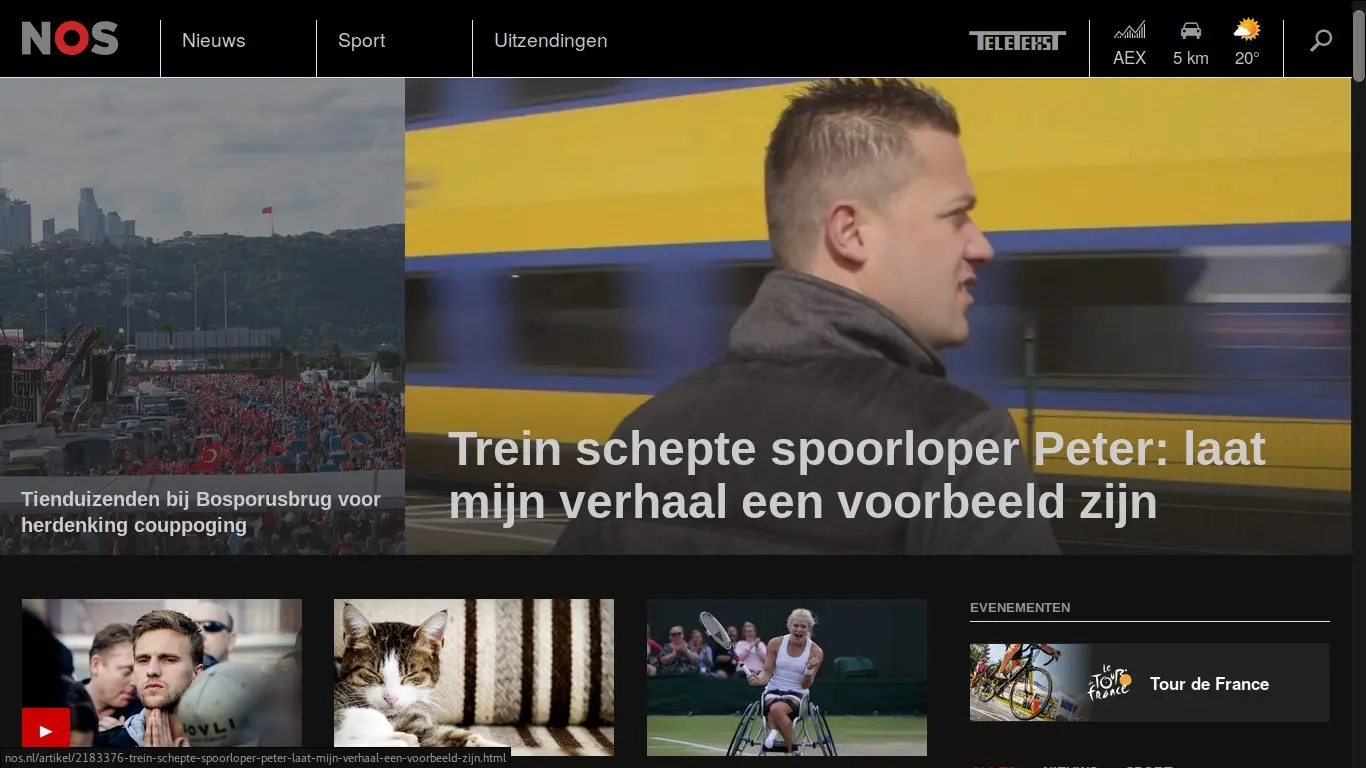 NOS
Nieuws
Sport
Uitzendingen
TELETEKST
AEX
5 km
20°
Tienduizenden bij Bosporusbrug voor
herdenking couppoging
Trein schepte spoorloper Peter: laat
mijn verhaal een voorbeeld zijn
EVENEMENTEN
le
Tour
de
france
Tour de France
nos.nl/artikel/2183376-trein-schepte-spoorloper-peter-laat-mijn-verhaal-een-voorbeeld-zijn.html